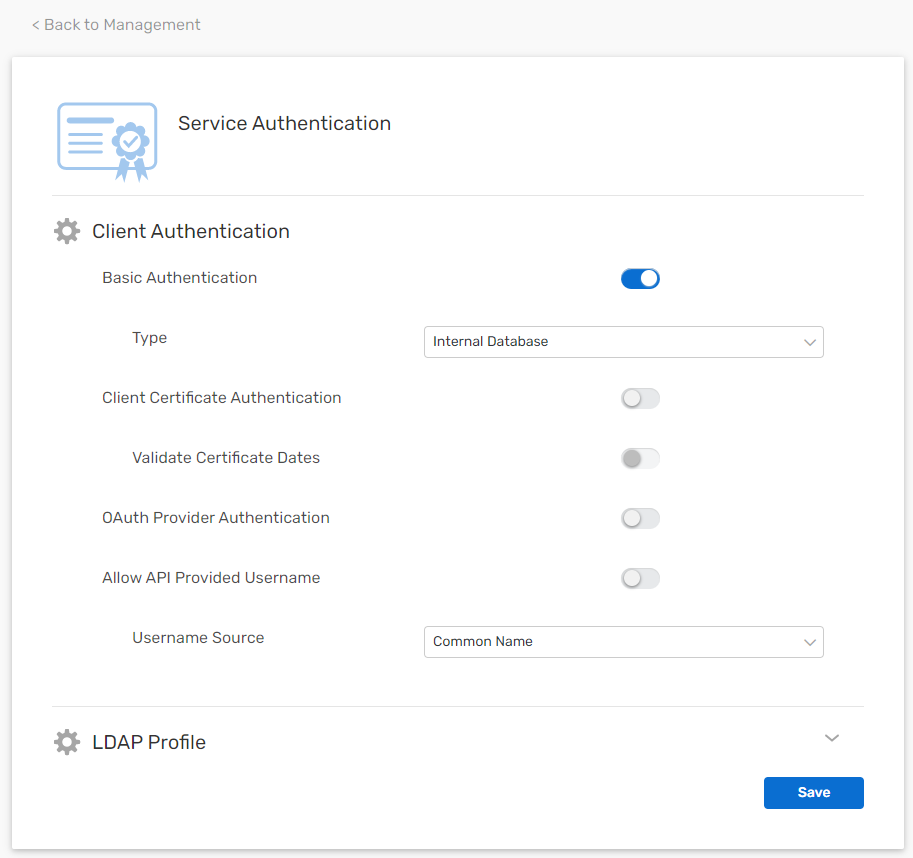 < Back to Management
Service Authentication
Client Authentication
Basic Authentication
Type
Internal Database
Client Certificate Authentication
Validate Certificate Dates
OAuth Provider Authentication
Allow API Provided Username
Username Source
Common Name
LDAP Profile
Save